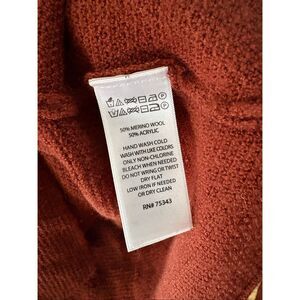 50% MERINO WOOL
50% ACRYLIC
HAND WASH COLD
WASH WITH LIKE COLORS
ONLY NON-CHLORINE
BLEACH WHEN NEEDED
DO NOT WRING OR TWIST
DRY FLAT
LOW IRON IF NEEDED
OR DRY CLEAN
RN# 75343